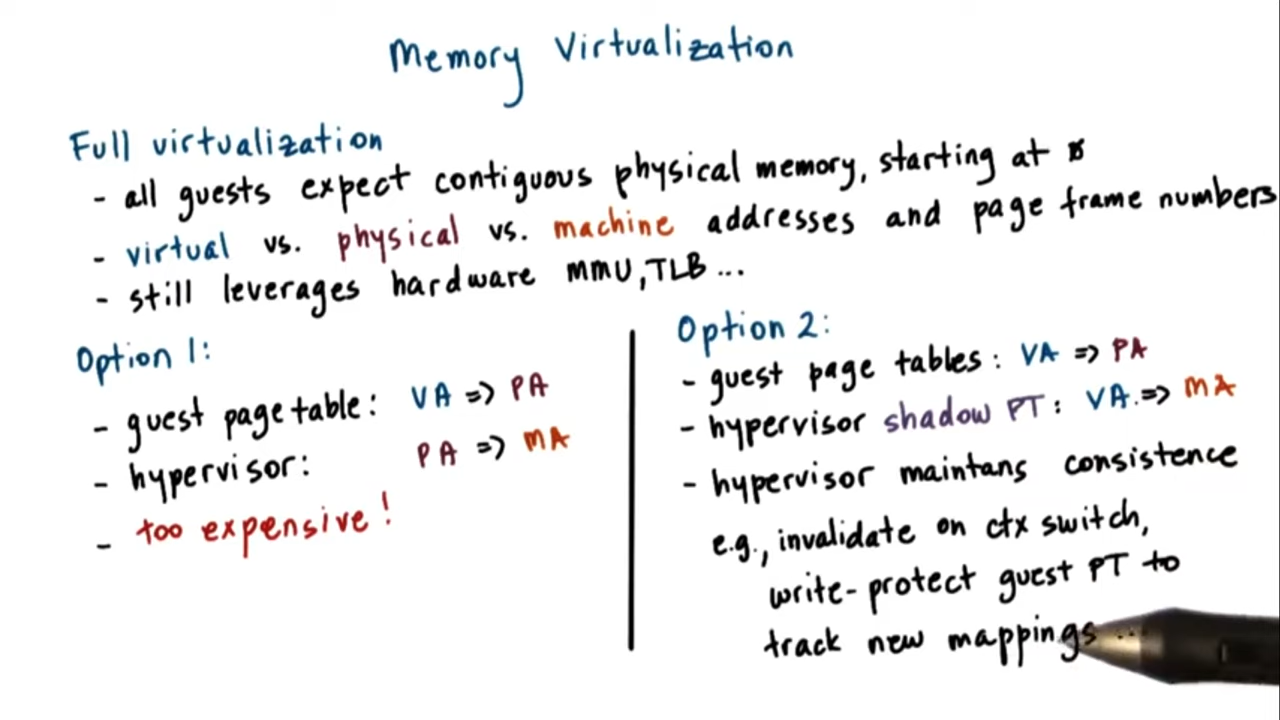 Memory Virtualization
Full virtualization
- all guests expect contiguous physical memory, starting at 0
- virtual vs. physical vs. machine addresses and page frame numbers
- still leverages hardware MMU, TLB...
Option 1:
- guest page table: VA => PA
- hypervisor: PA => MA
- too expensive!
Option 2:
- guest page tables: VA => PA
- hypervisor shadow PT: VA => MA
- hypervisor maintans consistence
e.g., invalidate on ctx switch,
write-protect guest PT to
track new mappings...